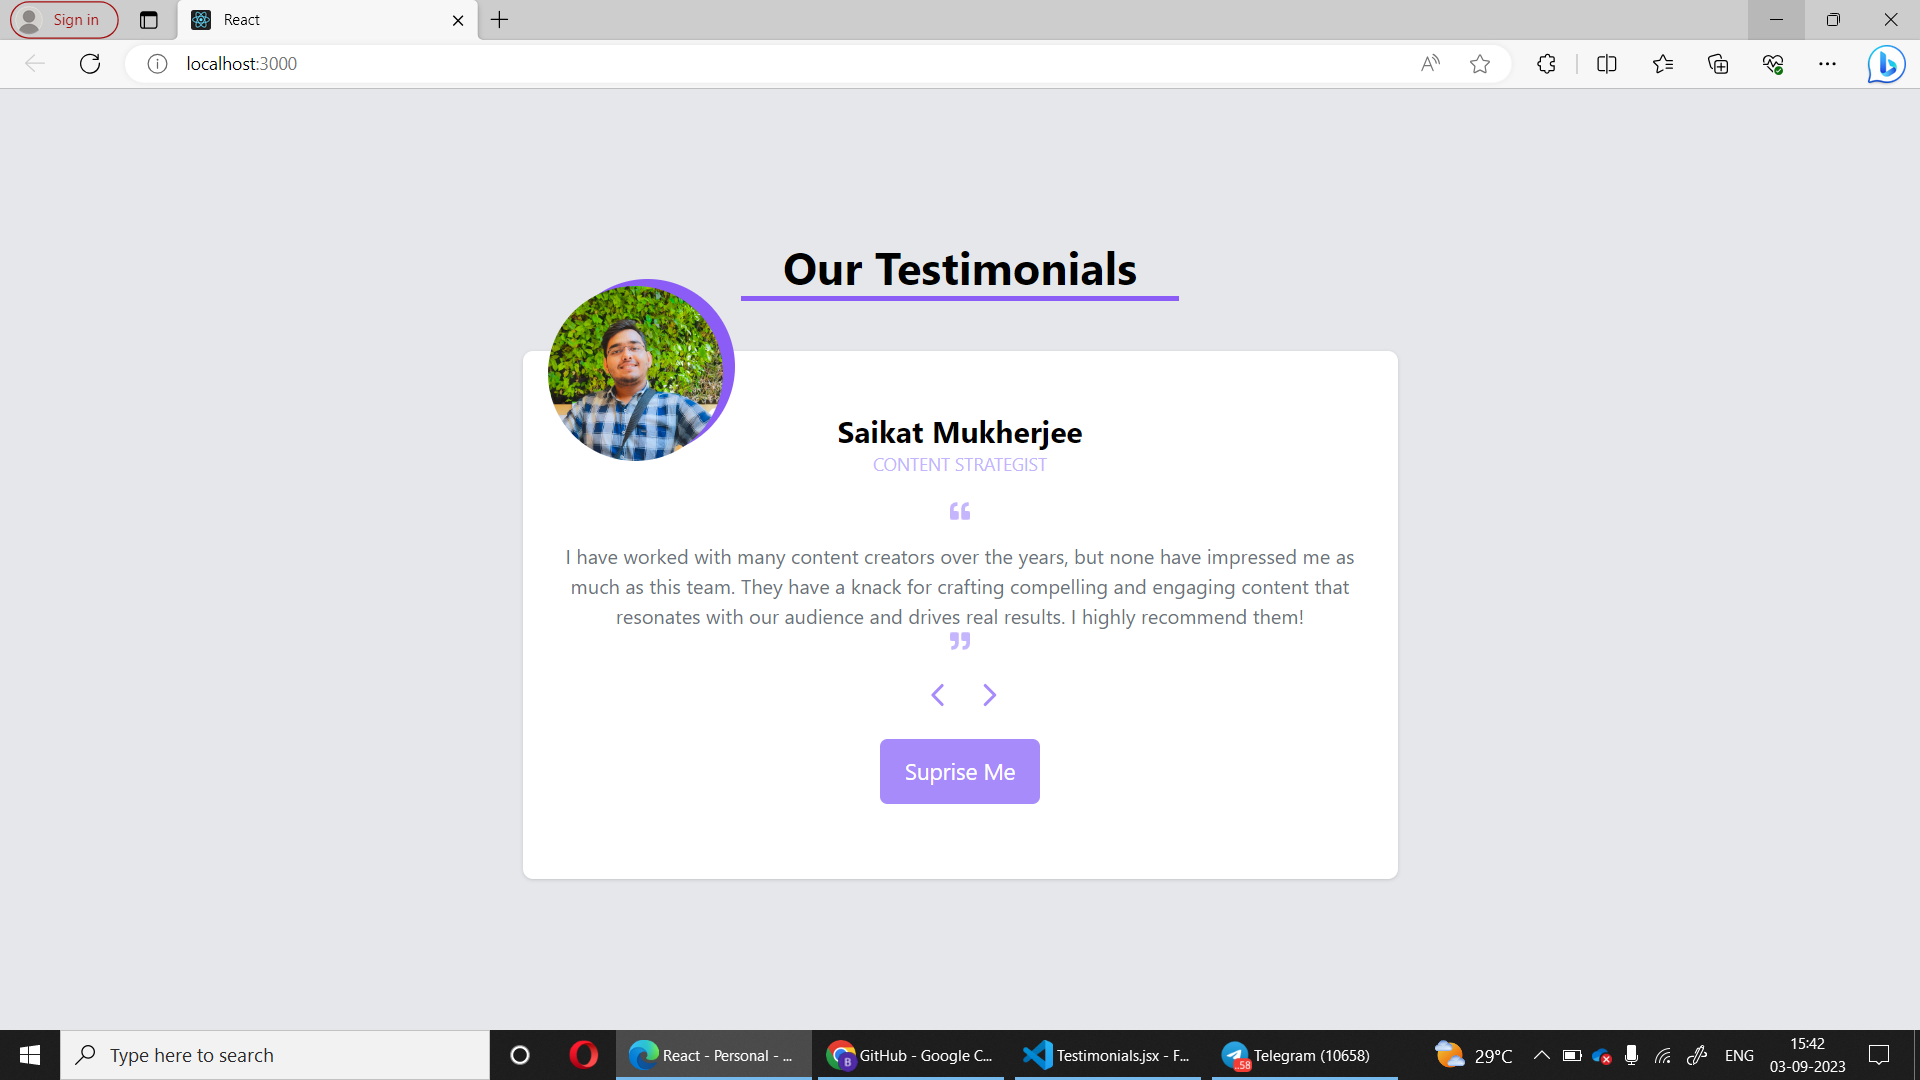 Sign in
React
localhost:3000
Our Testimonials
Saikat Mukherjee
CONTENT STRATEGIST
❝
I have worked with many content creators over the years, but none have impressed me as
much as this team. They have a knack for crafting compelling and engaging content that
resonates with our audience and drives real results. I highly recommend them!
❞
Suprise Me
Type here to search
React - Personal - ...
B
GitHub - Google C...
Testimonials.jsx - F...
..58
Telegram (10658)
29°C
ENG
15:42
03-09-2023